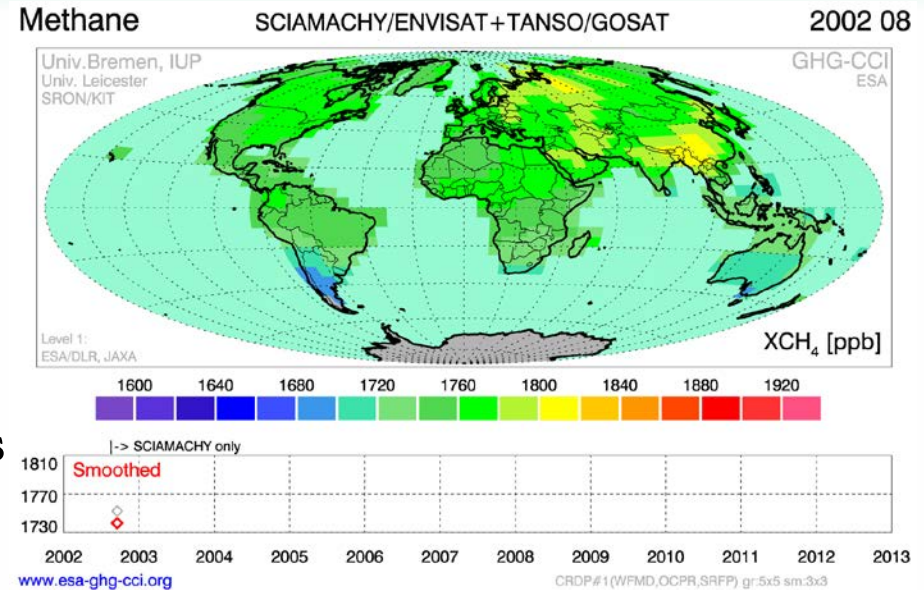 Methane SCIAMACHY/ENVISAT+TANSO/GOSAT 2002 08
Univ.Bremen, IUP GHG-CCI
Univ. Leicester ESA
SRON/KIT
Level 1:
ESA/DLR, JAXA
XCH4 [ppb]
1600 1640 1680 1720 1760 1800 1840 1880 1920
|-> SCIAMACHY only
s
1810
Smoothed
1770
1730
2002 2003 2004 2005 2006 2007 2008 2009 2010 2011 2012 2013
www.esa-ghg-cci.org CRDP#1(WFMD,OCPR,SRFP) gr:5x5 sm:3x3